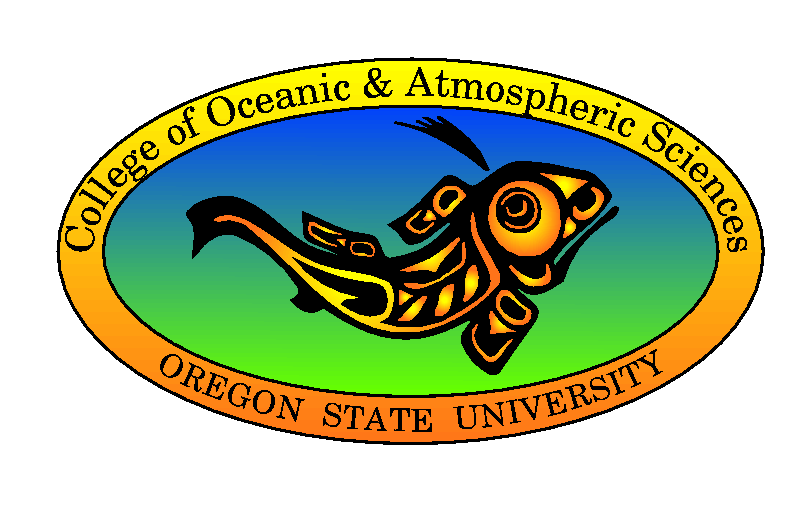 College of Oceanic & Atmospheric Sciences
OREGON STATE UNIVERSITY